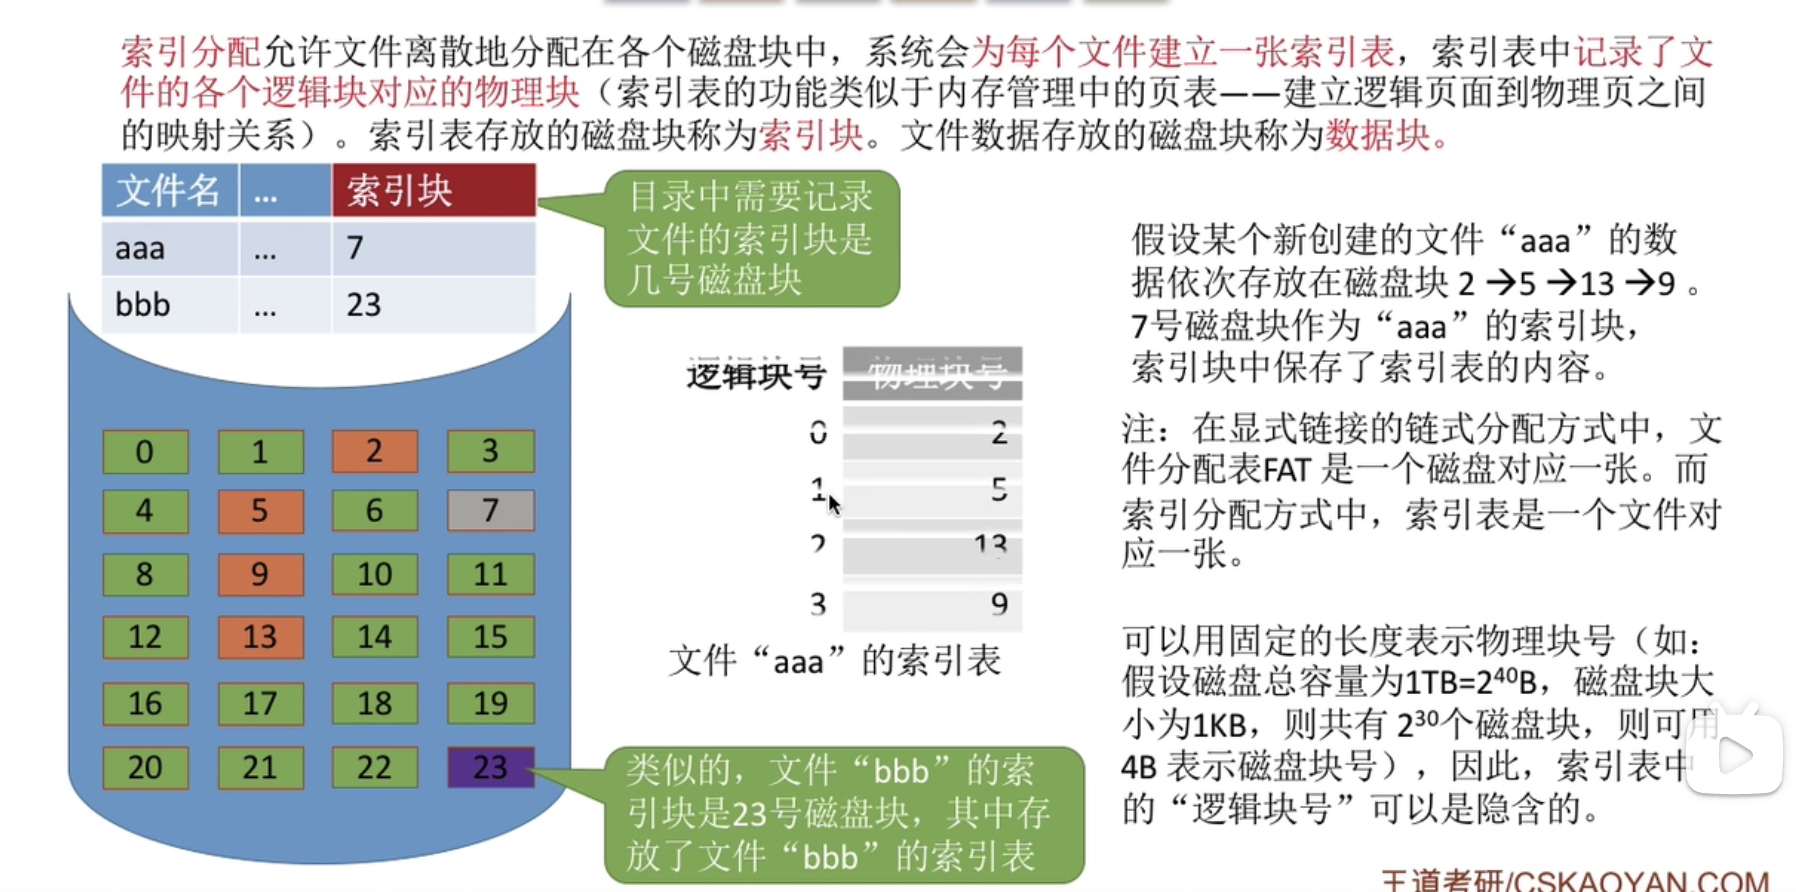 索引分配允许文件离散地分配在各个磁盘块中，系统会为每个文件建立一张索引表，索引表中记录了文
件的各个逻辑块对应的物理块（索引表的功能类似于内存管理中的页表——建立逻辑页面到物理页之间
的映射关系）。索引表存放的磁盘块称为索引块。文件数据存放的磁盘块称为数据块。
文件名 ... 索引块
aaa ... 7
bbb ... 23
目录中需要记录
文件的索引块是
几号磁盘块
0 1 2 3
4 5 6 7
8 9 10 11
12 13 14 15
16 17 18 19
20 21 22 23
逻辑块号 物理块号
0 2
1 5
2 13
3 9
文件“aaa”的索引表
类似的，文件“bbb”的索
引块是23号磁盘块，其中存
放了文件“bbb”的索引表
假设某个新创建的文件“aaa”的数
据依次存放在磁盘块 2 →5 →13 →9 。
7号磁盘块作为“aaa”的索引块，
索引块中保存了索引表的内容。
注：在显式链接的链式分配方式中，文
件分配表FAT 是一个磁盘对应一张。而
索引分配方式中，索引表是一个文件对
应一张。
可以用固定的长度表示物理块号（如：
假设磁盘总容量为1TB=2⁴⁰B，磁盘块大
小为1KB，则共有 2³⁰个磁盘块，则可用
4B 表示磁盘块号），因此，索引表中
的“逻辑块号”可以是隐含的。
王道考研/CSKAOYAN.COM